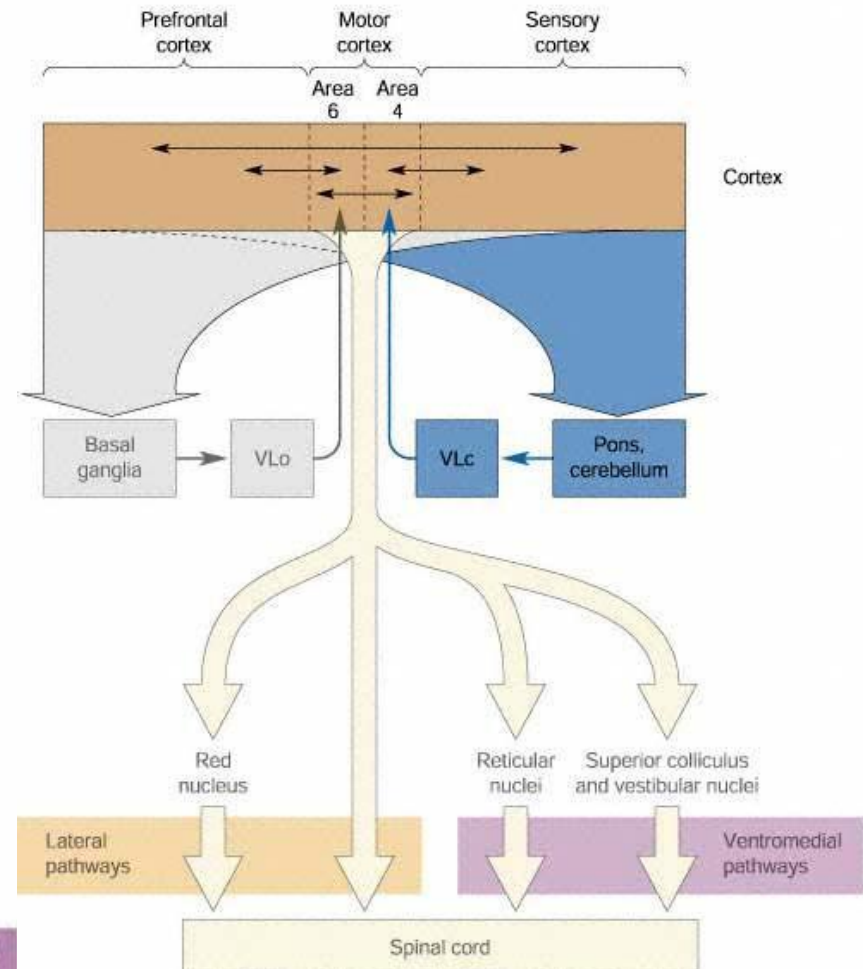 Prefrontal
cortex
Motor
cortex
Sensory
cortex
Area
6
Area
4
Cortex
Basal
ganglia
VLo
VLc
Pons,
cerebellum
Red
nucleus
Reticular
nuclei
Superior colliculus
and vestibular nuclei
Lateral
pathways
Ventromedial
pathways
Spinal cord